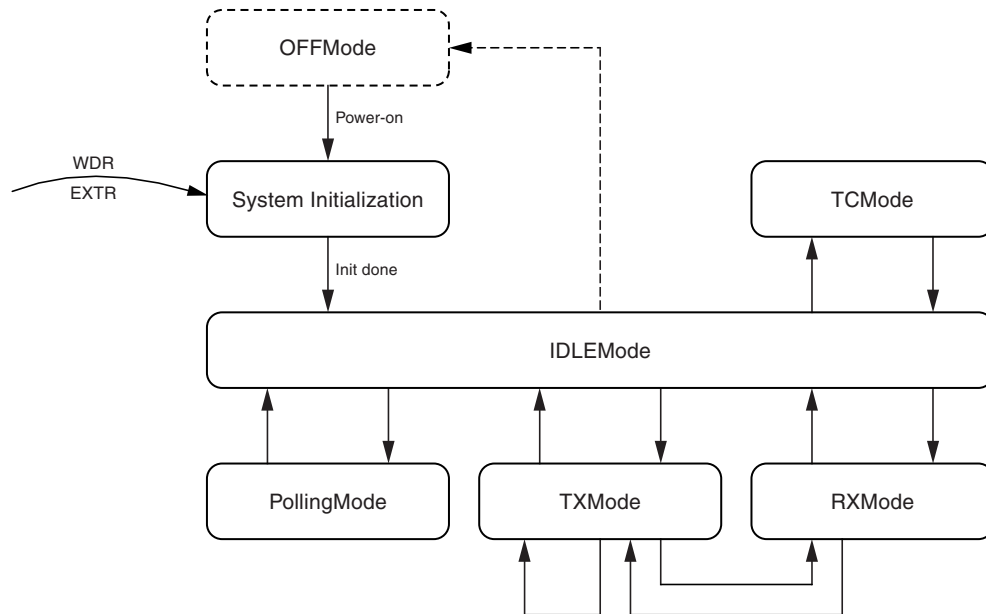 OFFMode
Power-on
WDR
EXTR
System Initialization
TCMode
Init done
IDLEMode
PollingMode
TXMode
RXMode